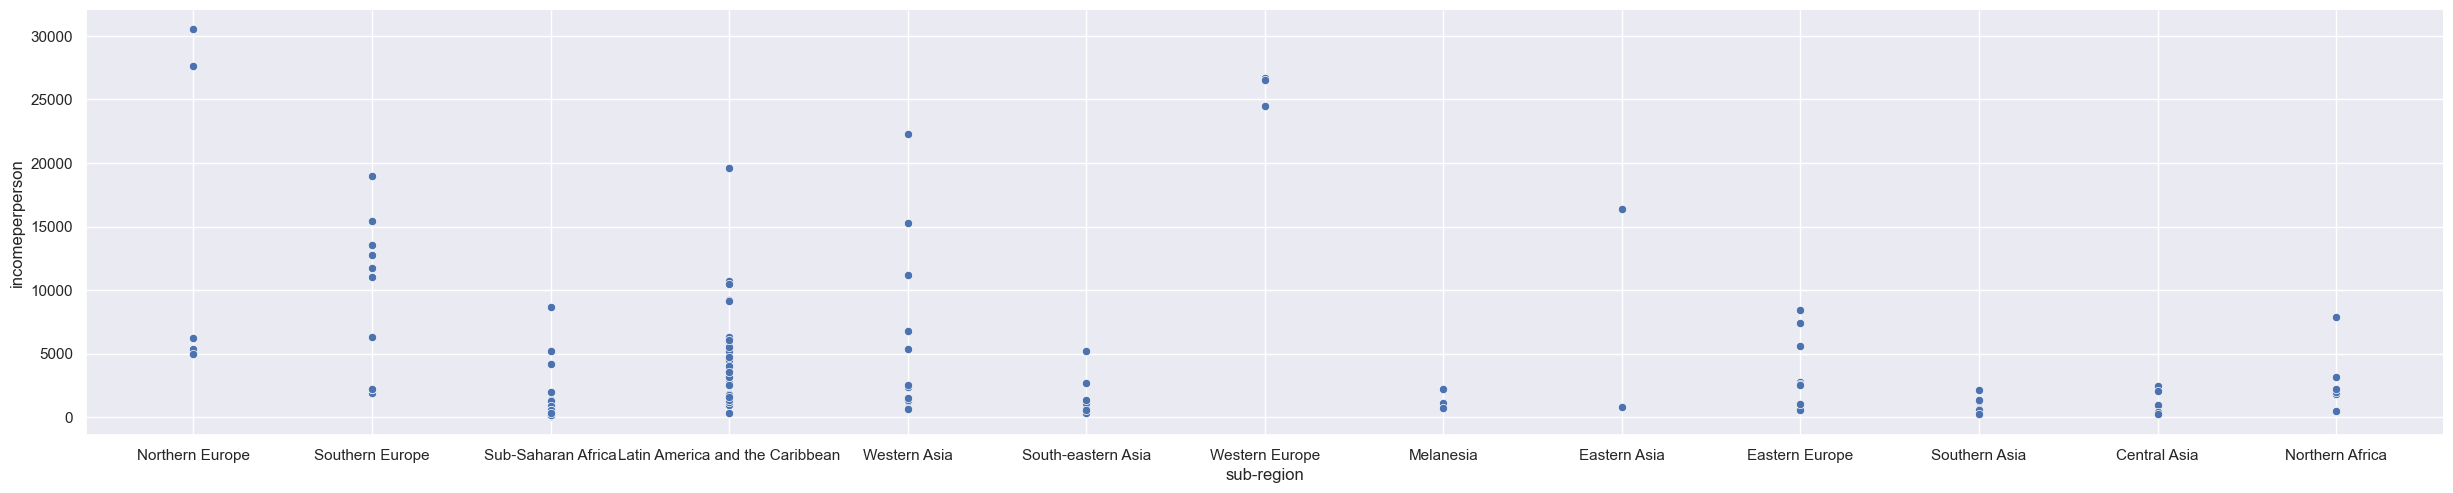 30000
25000
20000
15000
10000
5000
0
incomeperperson
Northern Europe Southern Europe Sub-Saharan Africa Latin America and the Caribbean Western Asia South-eastern Asia Western Europe Melanesia Eastern Asia Eastern Europe Southern Asia Central Asia Northern Africa
sub-region